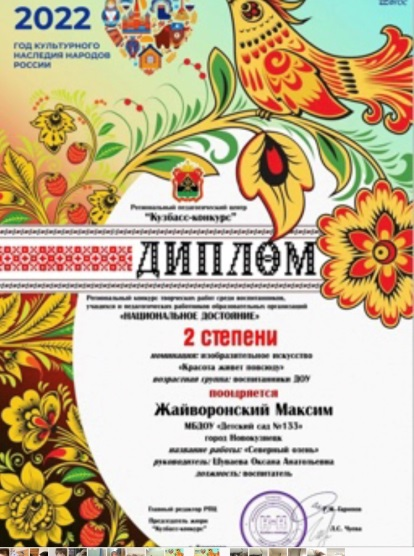 2022
ГОД КУЛЬТУРНОГО
НАСЛЕДИЯ НАРОДОВ
РОССИИ
Региональный педагогический центр
"Кузбасс-конкурс"
ДИПЛОМ
Региональный конкурс творческих работ среди воспитанников,
учащихся и педагогических работников образовательных организаций
«НАЦИОНАЛЬНОЕ ДОСТОЯНИЕ»
2 степени
номинация: изобразительное искусство
«Красота живет повсюду»
возрастная группа: воспитанники ДОУ
поощряется
Жайворонский Максим
МБДОУ «Детский сад №133»
город Новокузнецк
название работы: «Северный олень»
руководитель: Шуваева Оксана Анатольевна
должность: воспитатель
Главный редактор РПЦ
Председатель жюри
"Кузбасс-конкурс"